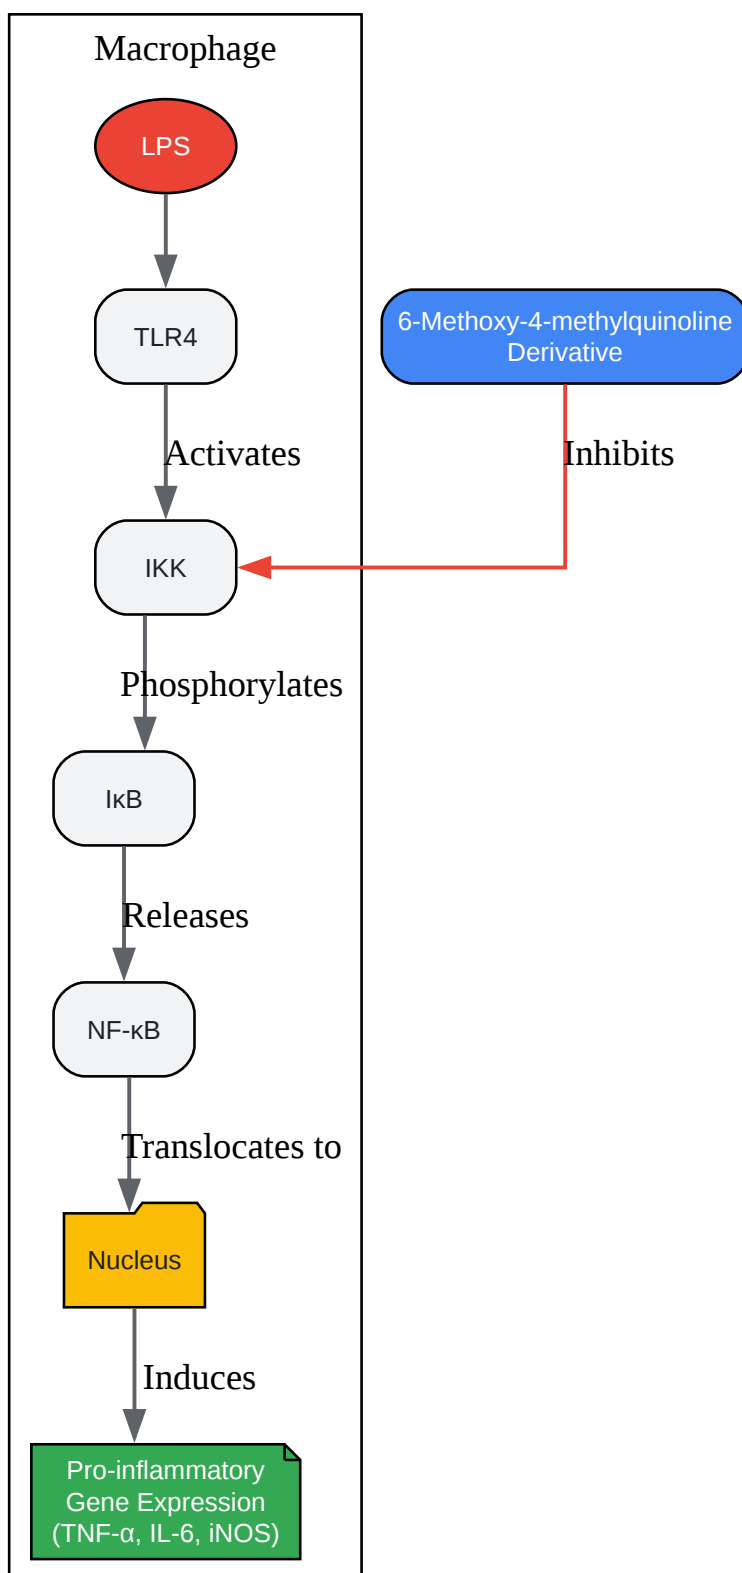 Macrophage
LPS
TLR4
6-Methoxy-4-methylquinoline
Derivative
Activates
Inhibits
IKK
Phosphorylates
IκB
Releases
NF-κB
Translocates to
Nucleus
Induces
Pro-inflammatory
Gene Expression
(TNF-α, IL-6, iNOS)